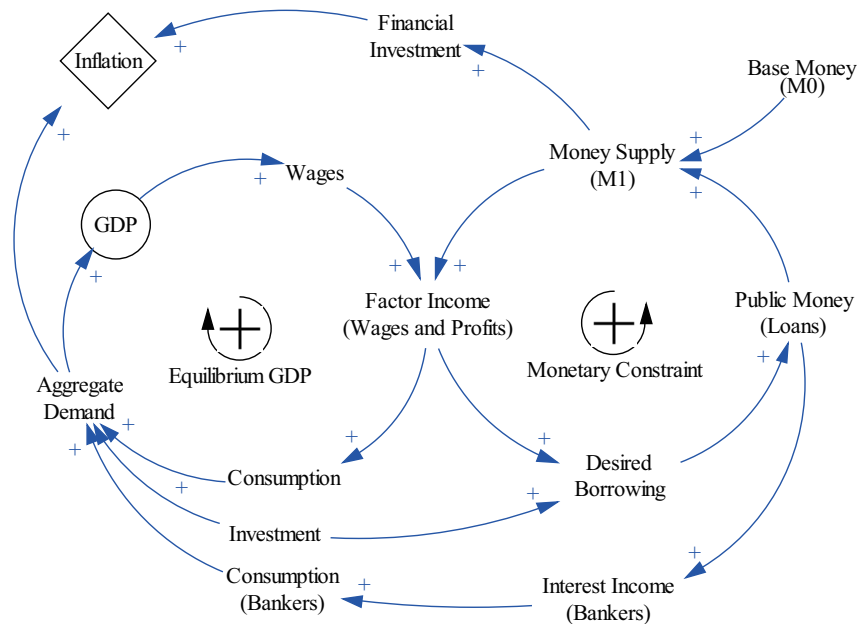 Financial
Investment
+
+
Inflation
Base Money
(M0)
+
+
+
Money Supply
(M1)
+
Wages
+
GDP
+
+
+
Factor Income
(Wages and Profits)
Public Money
(Loans)
+
+
Equilibrium GDP
Monetary Constraint
+
Aggregate
Demand
+
+
+
+
Consumption
Desired
Borrowing
+
+
Investment
+
Consumption
(Bankers)
+
Interest Income
(Bankers)